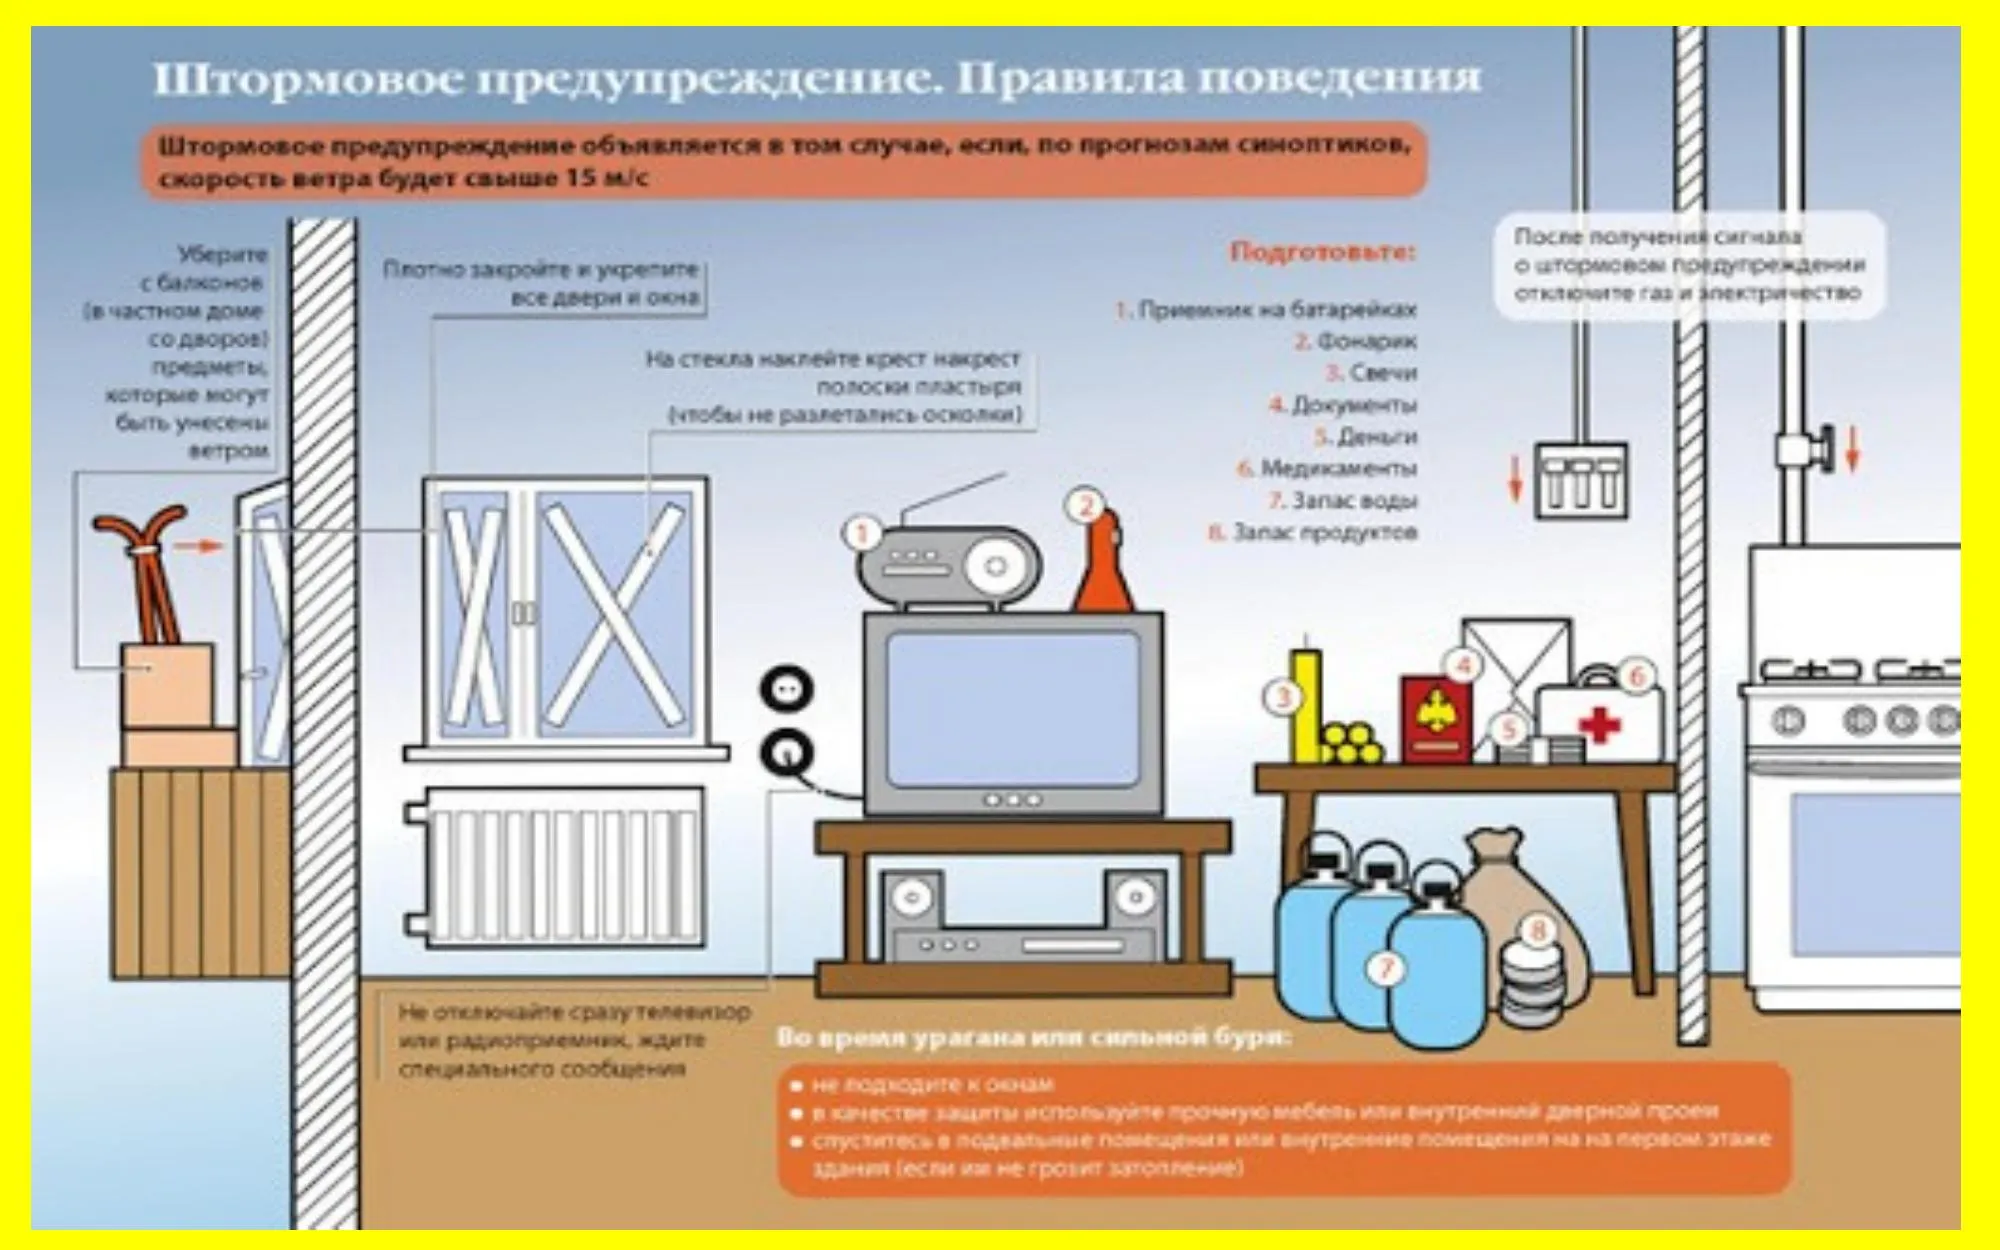 Штормовое предупреждение. Правила поведения
Штормовое предупреждение объявляется в том случае, если, по прогнозам синоптиков,
скорость ветра будет свыше 15 м/с
Уберите
с балконов
(в частном доме
со дворов)
предметы,
которые могут
быть унесены
ветром
Плотно закройте и укрепите
все двери и окна
На стекла наклейте крест накрест
полоски пластыря
(чтобы не разлетались осколки)
Подготовьте:
1. Приемник на батарейках
2. Фонарик
3. Свечи
4. Документы
5. Деньги
6. Медикаменты
7. Запас воды
8. Запас продуктов
После получения сигнала
о штормовом предупреждении
отключите газ и электричество
1
2
3
4
5
6
7
8
Не отключайте сразу телевизор
или радиоприемник, ждите
специального сообщения
Во время урагана или сильной бури:
• не подходите к окнам
• в качестве защиты используйте прочную мебель или внутренний дверной проем
• спуститесь в подвальные помещения или внутренние помещения на на первом этаже
здания (если им не грозит затопление)